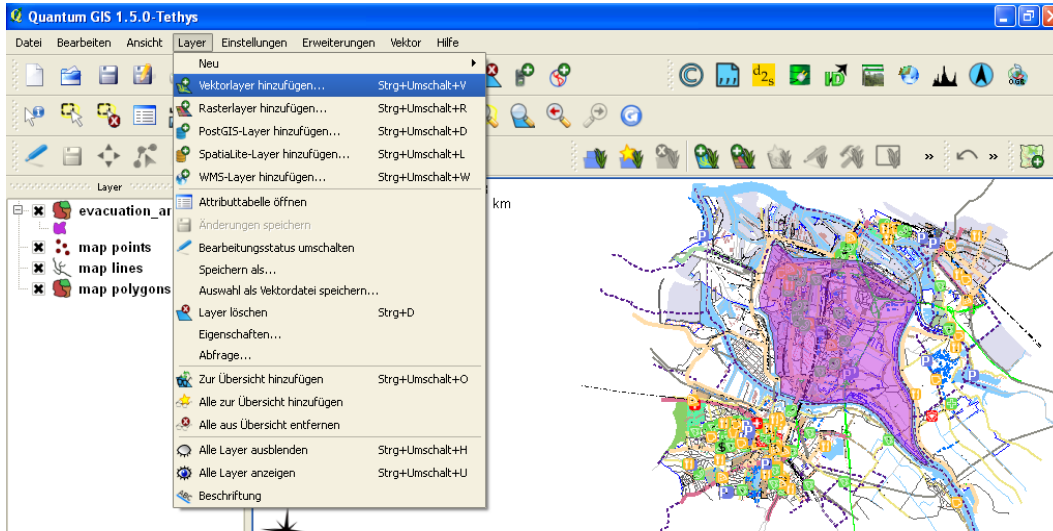 Quantum GIS 1.5.0-Tethys
Datei Bearbeiten Ansicht Layer Einstellungen Erweiterungen Vektor Hilfe
Neu
Vektorlayer hinzufügen... Strg+Umschalt+V
Rasterlayer hinzufügen... Strg+Umschalt+R
PostGIS-Layer hinzufügen... Strg+Umschalt+D
SpatiaLite-Layer hinzufügen... Strg+Umschalt+L
WMS-Layer hinzufügen... Strg+Umschalt+W
Attributtabelle öffnen
Änderungen speichern
Bearbeitungsstatus umschalten
Speichern als...
Auswahl als Vektordatei speichern...
Layer löschen Strg+D
Eigenschaften...
Abfrage...
Zur Übersicht hinzufügen Strg+Umschalt+O
Alle zur Übersicht hinzufügen
Alle aus Übersicht entfernen
Alle Layer ausblenden Strg+Umschalt+H
Alle Layer anzeigen Strg+Umschalt+U
Beschriftung
Layer
evacuation_ar
map points
map lines
map polygons
km